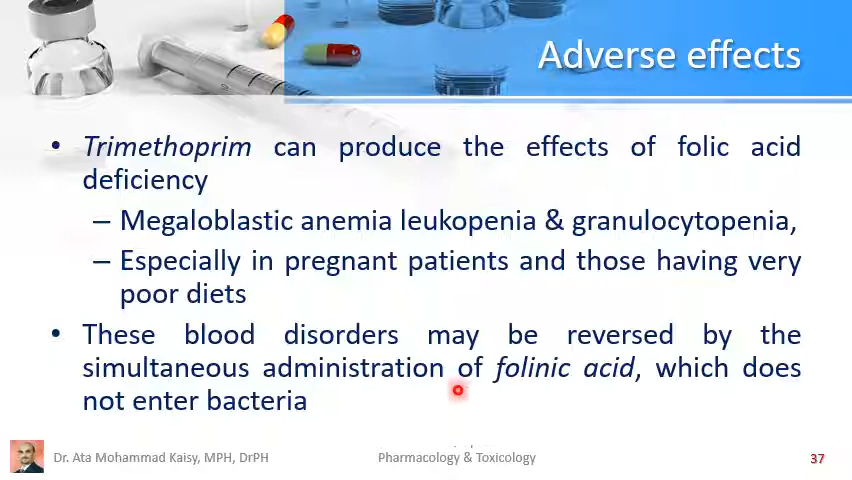 Adverse effects
• Trimethoprim can produce the effects of folic acid
deficiency
– Megaloblastic anemia leukopenia & granulocytopenia,
– Especially in pregnant patients and those having very
poor diets
• These blood disorders may be reversed by the
simultaneous administration of folinic acid, which does
not enter bacteria
Dr. Ata Mohammad Kaisy, MPH, DrPH
Pharmacology & Toxicology
37